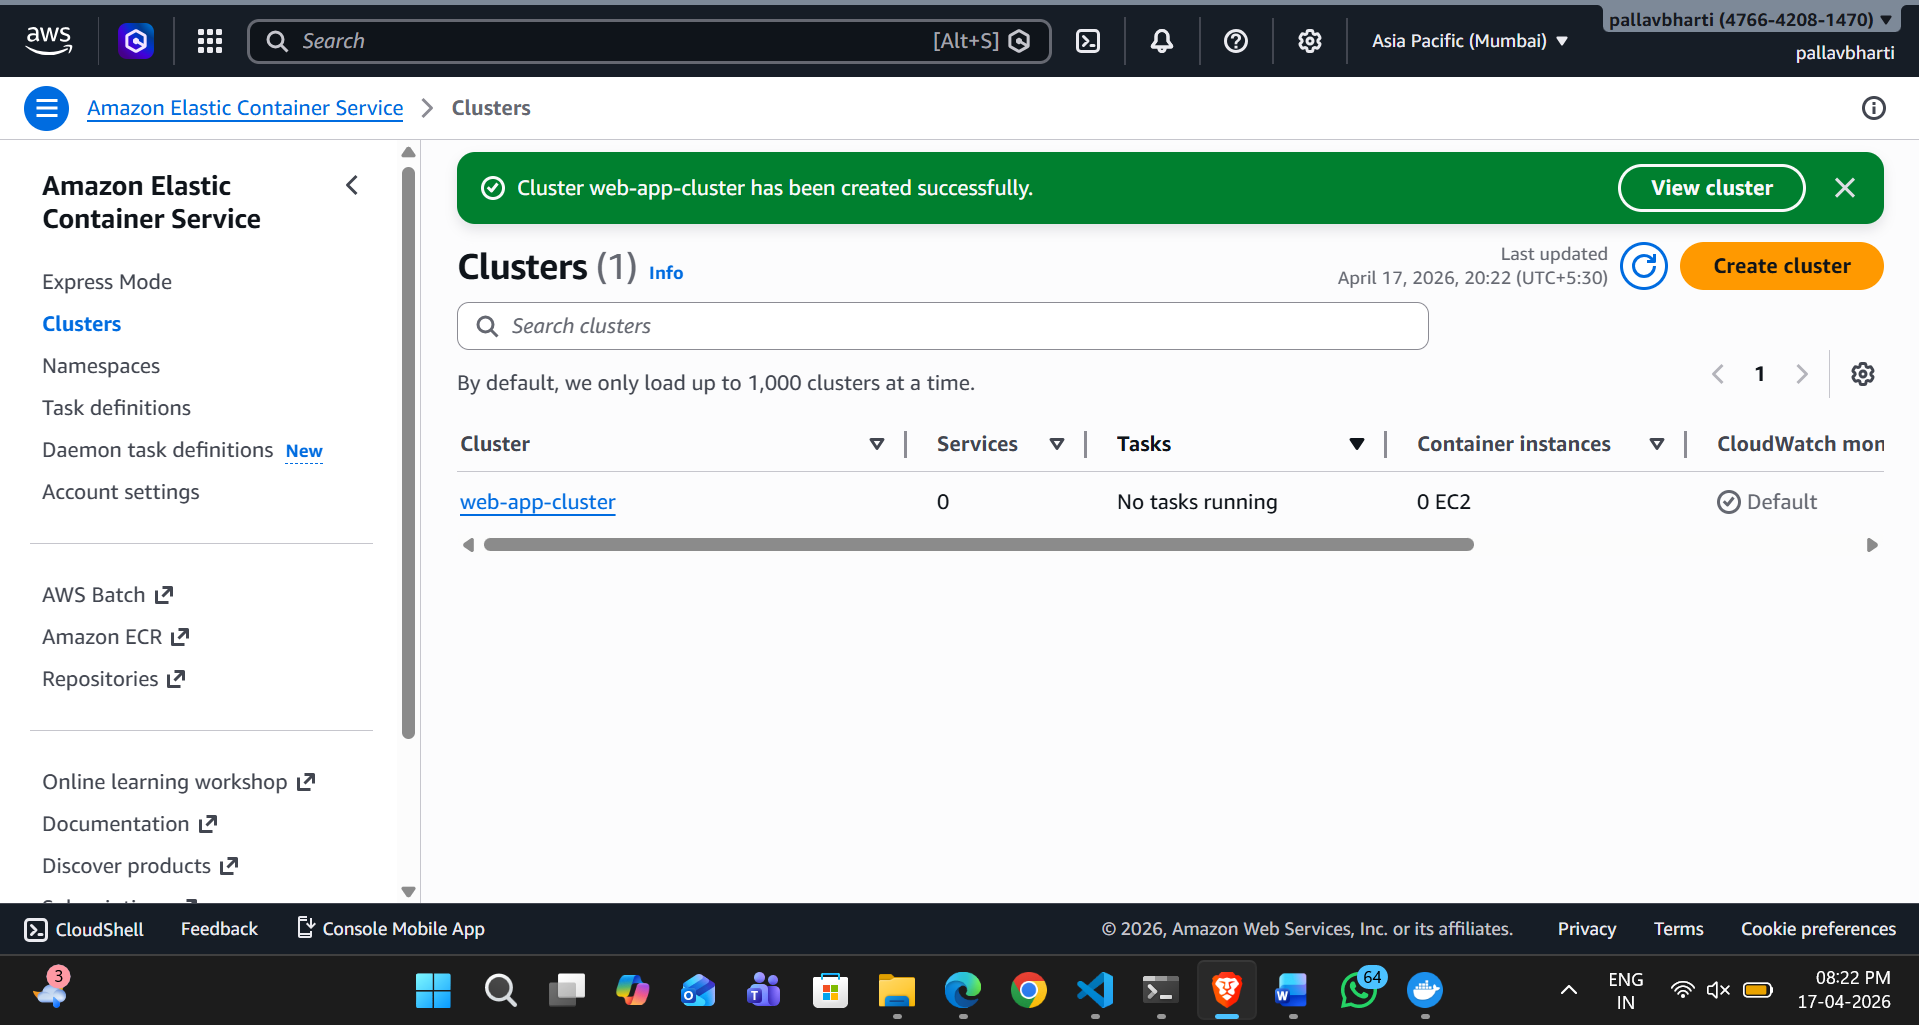 aws
Search
[Alt+S]
Asia Pacific (Mumbai)
pallavbharti (4766-4208-1470)
pallavbharti
Amazon Elastic Container Service
Clusters
Amazon Elastic
Container Service
Express Mode
Clusters
Namespaces
Task definitions
Daemon task definitions New
Account settings
AWS Batch
Amazon ECR
Repositories
Online learning workshop
Documentation
Discover products
Cluster web-app-cluster has been created successfully.
View cluster
Clusters (1) Info
Last updated
April 17, 2026, 20:22 (UTC+5:30)
Create cluster
Search clusters
By default, we only load up to 1,000 clusters at a time.
1
Cluster Services Tasks Container instances CloudWatch mon
web-app-cluster 0 No tasks running 0 EC2 Default
CloudShell Feedback Console Mobile App © 2026, Amazon Web Services, Inc. or its affiliates. Privacy Terms Cookie preferences
3
64
ENG
IN
08:22 PM
17-04-2026